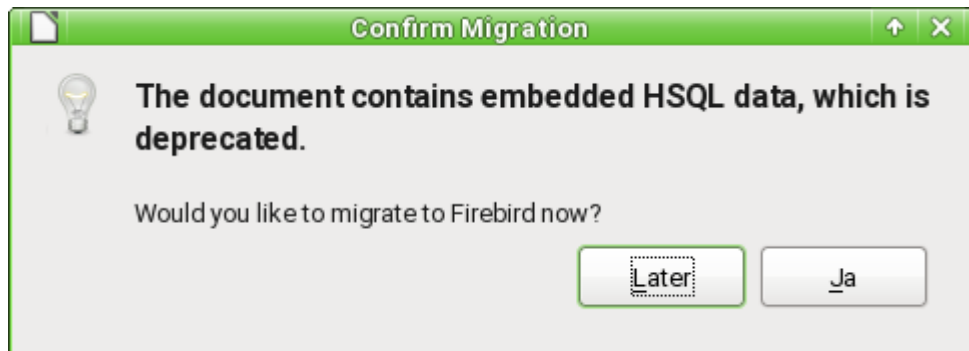 Confirm Migration
The document contains embedded HSQL data, which is
deprecated.
Would you like to migrate to Firebird now?
Later
Ja